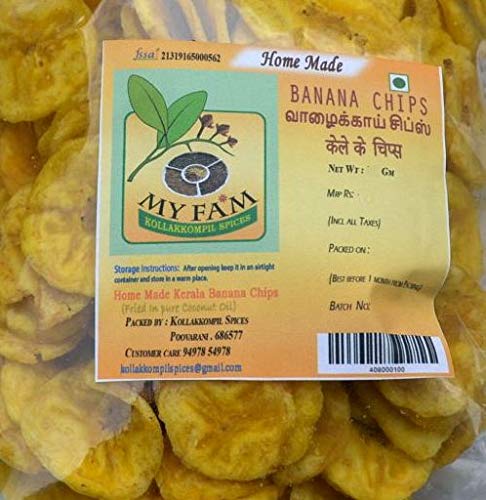 fssai 21319165000562
Home Made
BANANA CHIPS
வாழைக்காய் சிப்ஸ்
केले के चिप्स
NET WT : GM
MRP RS:
(INCL ALL TAXES)
PACKED ON :
(BEST BEFORE 1 MONTH FROM PACKING)
BATCH NO:
MY FAM
KOLLAKKOMPIL SPICES
Storage Instructions: After opening keep it in an airtight
container and store in a warm place.
Home Made Kerala Banana Chips
(Fried In pure Coconut Oil)
PACKED BY : KOLLAKKOMPIL SPICES
POOVARANI . 686577
CUSTOMER CARE 94978 54978
kollakkompilspices@gmail.com
408000100